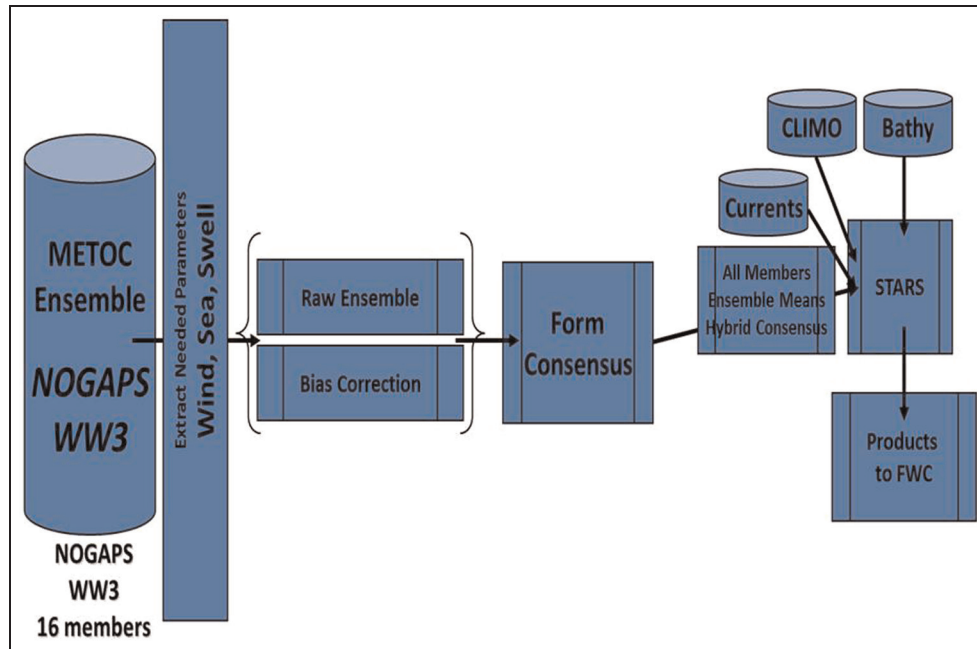 METOC
Ensemble
NOGAPS
WW3
NOGAPS
WW3
16 members
Extract Needed Parameters
Wind, Sea, Swell
Raw Ensemble
Bias Correction
Form
Consensus
All Members
Ensemble Means
Hybrid Consensus
CLIMO
Bathy
Currents
STARS
Products
to FWC